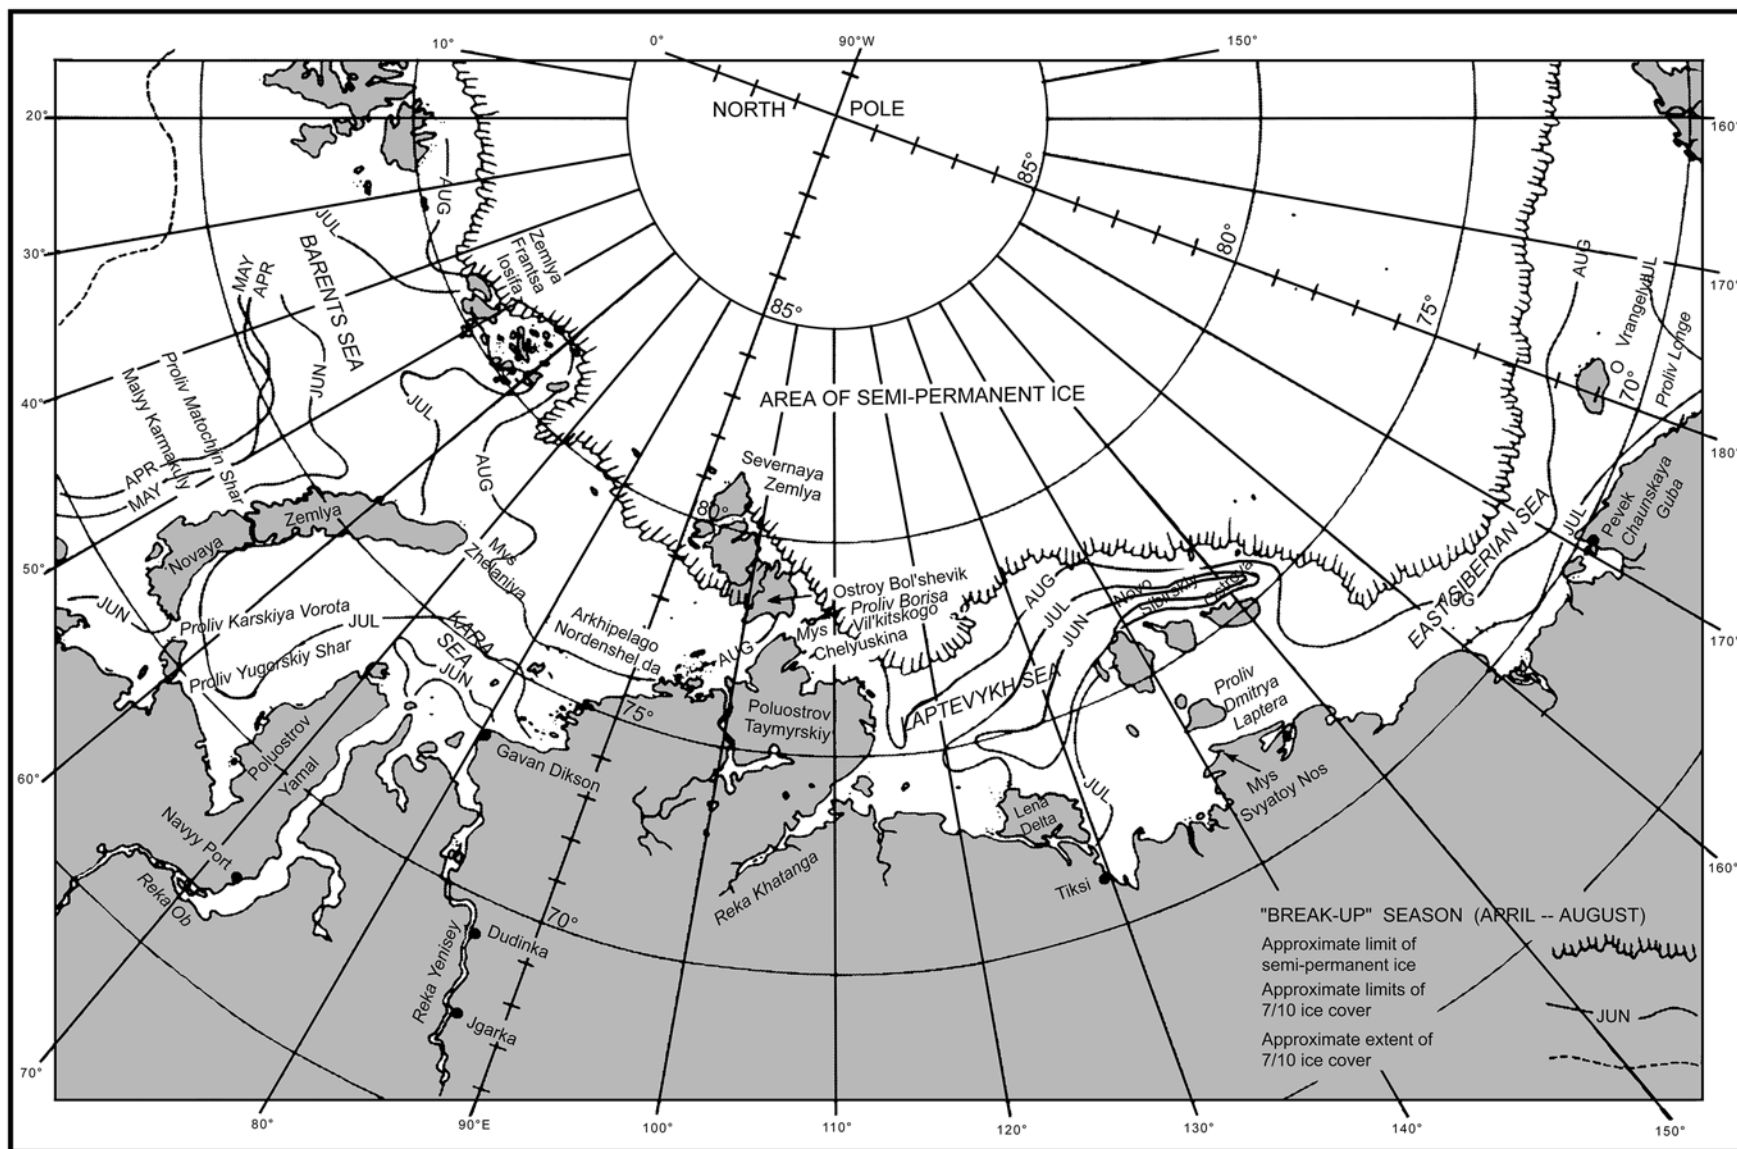 10°
0°
90°W
150°
20°
30°
40°
50°
60°
70°
160°
170°
180°
170°
160°
80°
90°E
100°
110°
120°
130°
140°
150°
NORTH POLE
85°
80°
75°
70°
85°
80°
75°
70°
AUG
JUL
BARENTS SEA
Zemlya
Frantsa
Iosifa
MAY
APR
JUN
JUL
AUG
Proliv Matochjin Shar
Malyy Karmakuly
APR
MAY
JUN
Novaya
Zemlya
Mys
Zhelaniya
AREA OF SEMI-PERMANENT ICE
Severnaya
Zemlya
Ostroy Bol'shevik
Proliv Borisa
Vil'kitskogo
Mys
Chelyuskina
Arkhipelago
Nordenshel da
AUG
Proliv Karskiya Vorota
JUL
KARA
SEA
JUN
Proliv Yugorskiy Shar
Poluostrov
Yamal
Gavan Dikson
Poluostrov
Taymyrskiy
Navyy Port
Reka Ob
Reka Yenisey
Dudinka
Jgarka
Reka Khatanga
LAPTEVYKH SEA
AUG
JUL
JUN
Novo
Sibirskiy
Ostrova
Lena
Delta
JUL
Tiksi
Proliv
Dmitrya
Laptera
Mys
Svyatoy Nos
EAST SIBERIAN SEA
AUG
JUL
AUG
JUL
O Vrangelya
Proliv Longe
Pevek
Chaunskaya
Guba
"BREAK-UP" SEASON (APRIL -- AUGUST)
Approximate limit of
semi-permanent ice
Approximate limits of
7/10 ice cover
JUN
Approximate extent of
7/10 ice cover